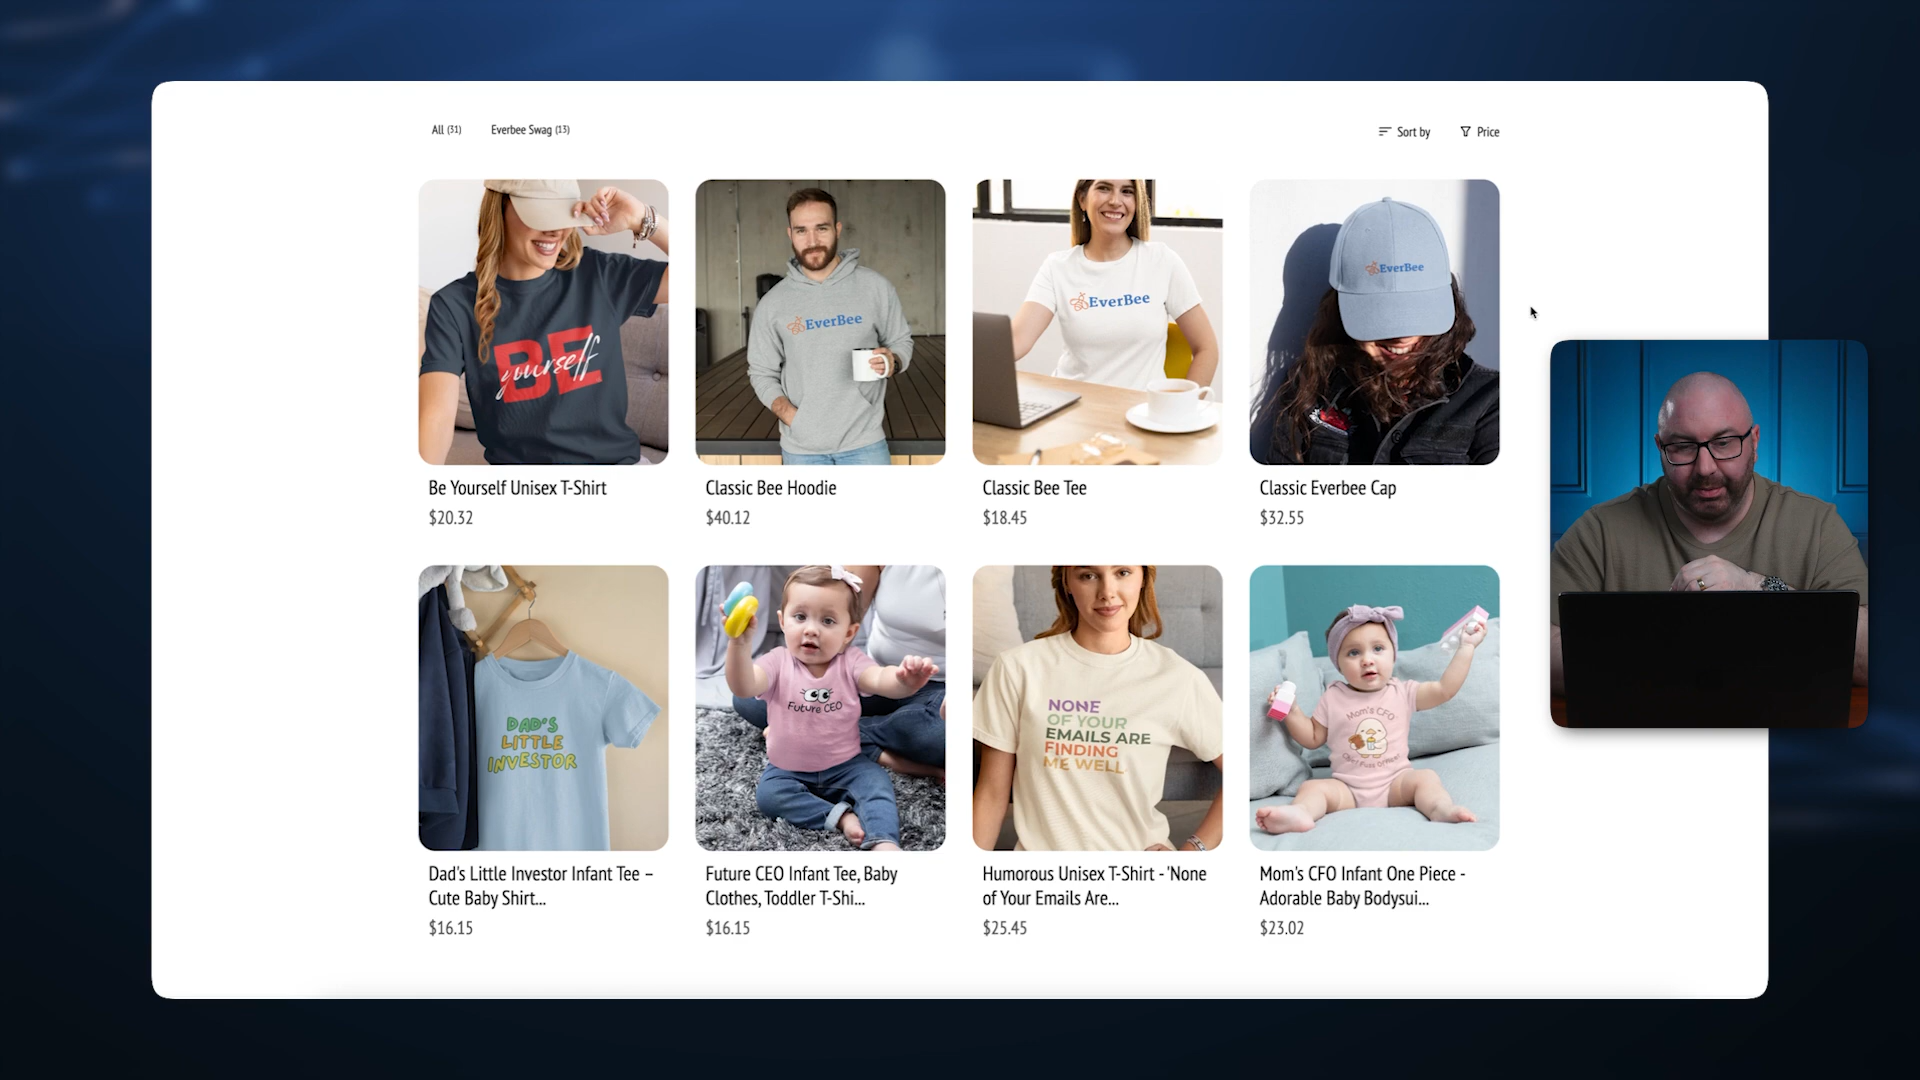 All (31)
Everbee Swag (13)
Sort by
Price
BE
yourself
EverBee
EverBee
EverBee
Be Yourself Unisex T-Shirt
$20.32
Classic Bee Hoodie
$40.12
Classic Bee Tee
$18.45
Classic Everbee Cap
$32.55
DAD'S
LITTLE
INVESTOR
Future CEO
NONE
OF YOUR
EMAILS ARE
FINDING
ME WELL
Mom's CFO
Dad's Little Investor Infant Tee –
Cute Baby Shirt...
$16.15
Future CEO Infant Tee, Baby
Clothes, Toddler T-Shi...
$16.15
Humorous Unisex T-Shirt - 'None
of Your Emails Are...
$25.45
Mom's CFO Infant One Piece -
Adorable Baby Bodysui...
$23.02